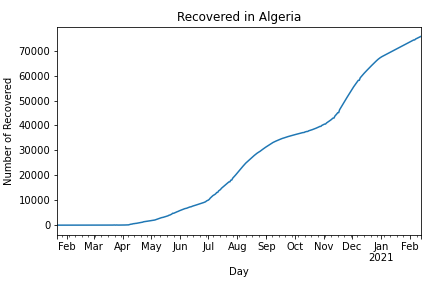 Recovered in Algeria
Number of Recovered
70000
60000
50000
40000
30000
20000
10000
0
Feb Mar Apr May Jun Jul Aug Sep Oct Nov Dec Jan Feb
2021
Day